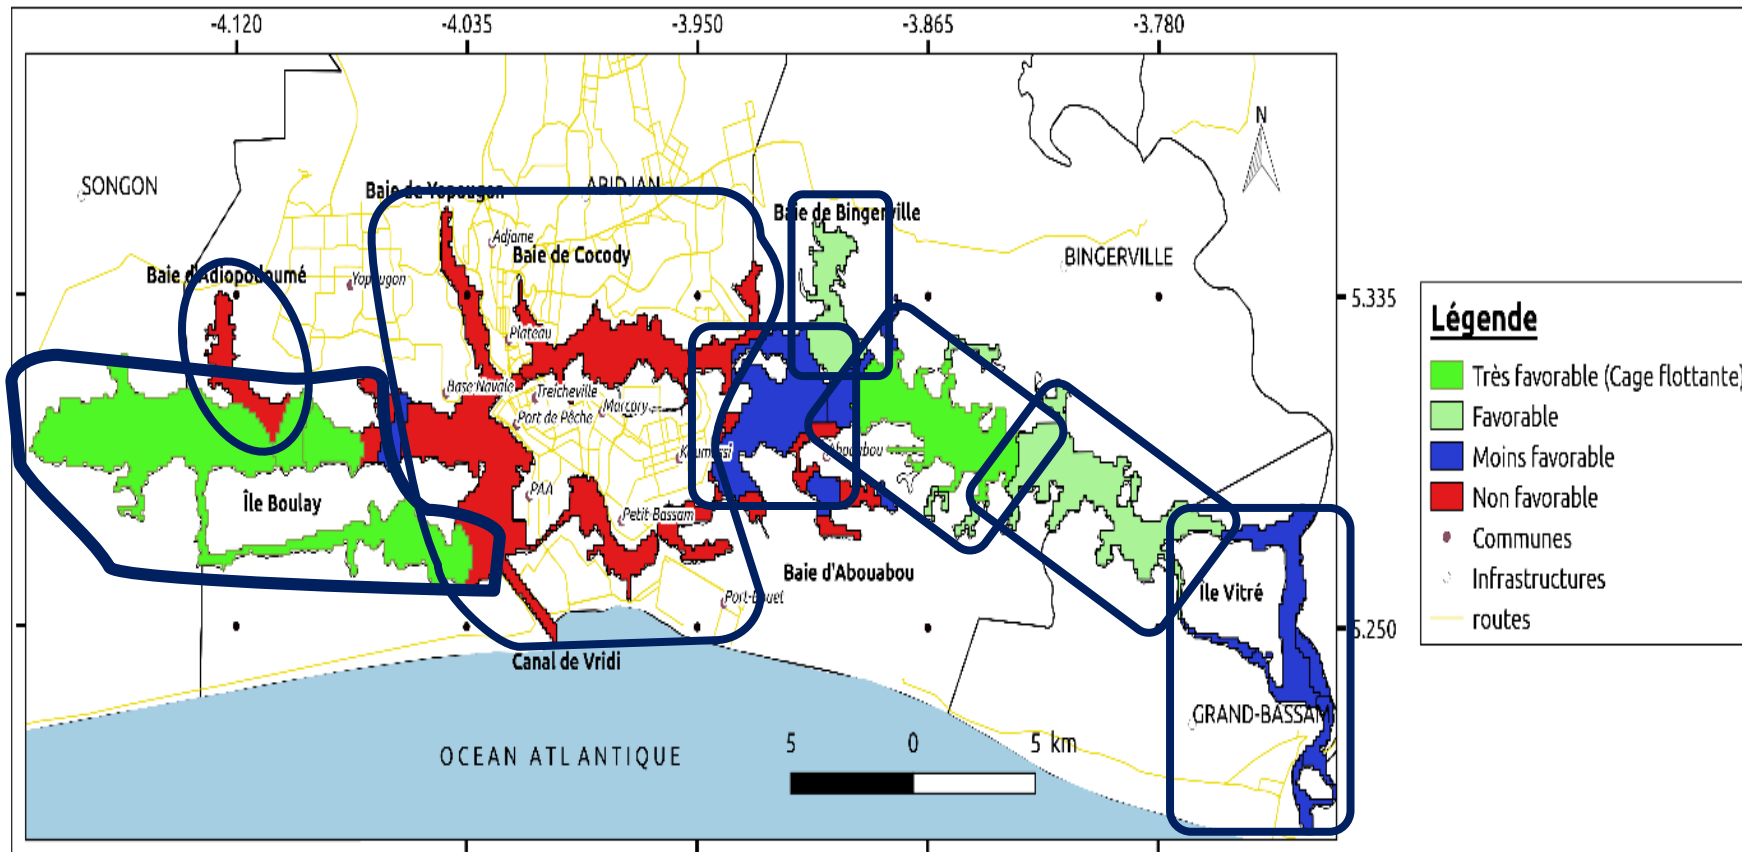 -4.120 -4.035 -3.950 -3.865 -3.780
N
SONGON
Baie de Yopougon
ABIDJAN
Baie de Bingerville
Adjame
Baie de Cocody
BINGERVILLE
Baie d'Adiopodoumé
Yopougon
5.335
Légende
Plateau
Très favorable (Cage flottante)
Base Navale
Treicheville
Marcory
Port de Pêche
Favorable
Koumassi
Abouabou
Moins favorable
Île Boulay
PAA
Non favorable
Petit-Bassam
Communes
Baie d'Abouabou
Infrastructures
Port-Bouet
Île Vitré
routes
5.250
Canal de Vridi
GRAND-BASSAM
OCEAN ATLANTIQUE
5 0 5 km